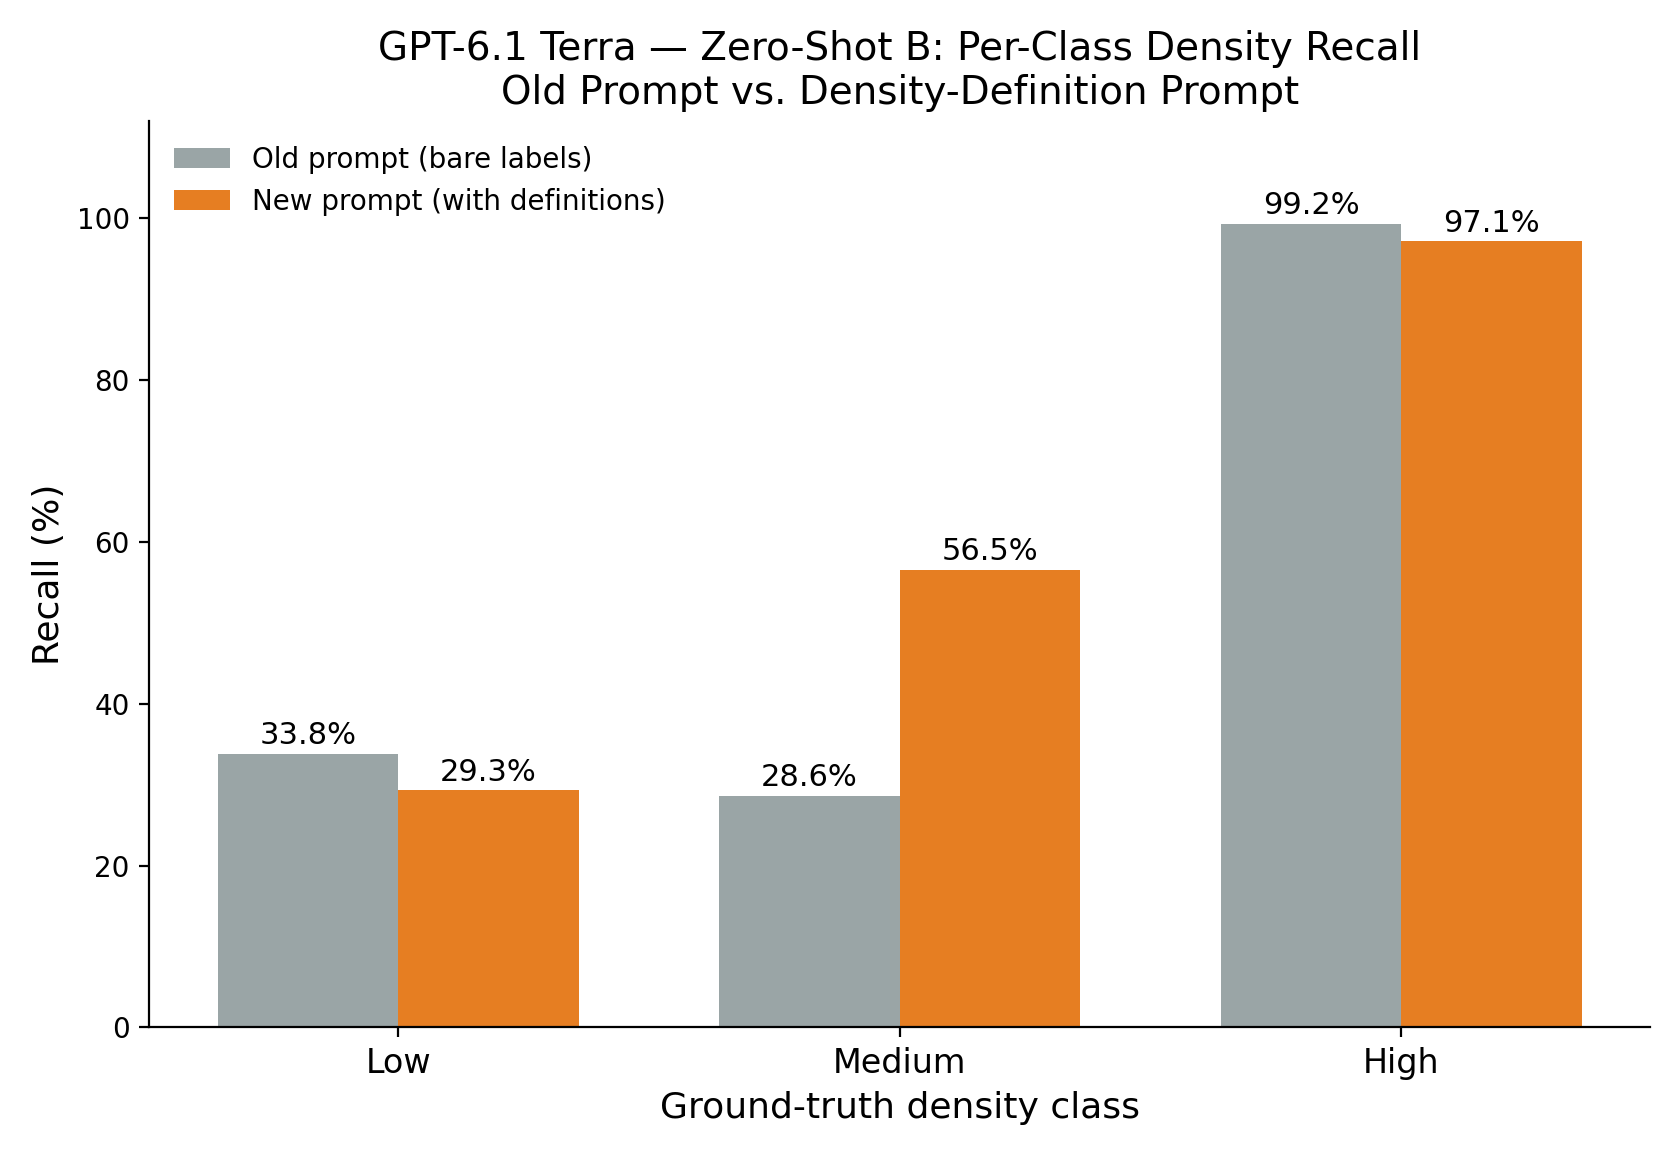 GPT-6.1 Terra — Zero-Shot B: Per-Class Density Recall
Old Prompt vs. Density-Definition Prompt
Old prompt (bare labels)
New prompt (with definitions)
Recall (%)
100
80
60
40
20
0
33.8%
29.3%
28.6%
56.5%
99.2%
97.1%
Low
Medium
High
Ground-truth density class